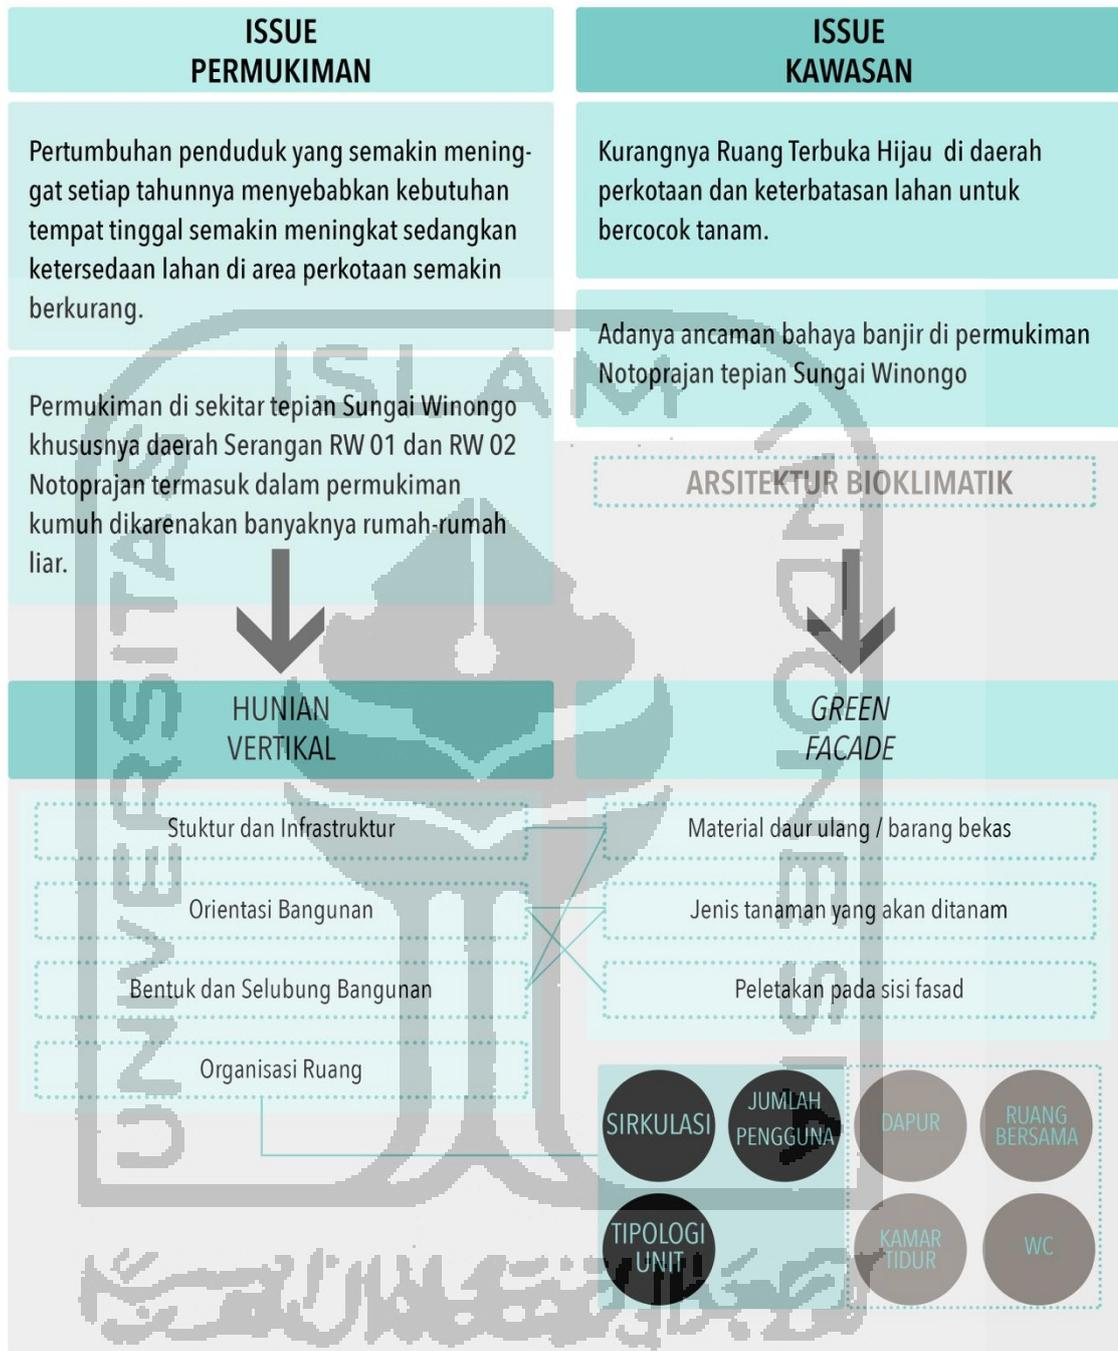 ISSUE
PERMUKIMAN
Pertumbuhan penduduk yang semakin mening-
gat setiap tahunnya menyebabkan kebutuhan
tempat tinggal semakin meningkat sedangkan
ketersedaan lahan di area perkotaan semakin
berkurang.
Permukiman di sekitar tepian Sungai Winongo
khususnya daerah Serangan RW 01 dan RW 02
Notoprajan termasuk dalam permukiman
kumuh dikarenakan banyaknya rumah-rumah
liar.
ISSUE
KAWASAN
Kurangnya Ruang Terbuka Hijau di daerah
perkotaan dan keterbatasan lahan untuk
bercocok tanam.
Adanya ancaman bahaya banjir di permukiman
Notoprajan tepian Sungai Winongo
ARSITEKTUR BIOKLIMATIK
HUNIAN
VERTIKAL
Stuktur dan Infrastruktur
Orientasi Bangunan
Bentuk dan Selubung Bangunan
Organisasi Ruang
GREEN
FACADE
Material daur ulang / barang bekas
Jenis tanaman yang akan ditanam
Peletakan pada sisi fasad
SIRKULASI
JUMLAH
PENGGUNA
DAPUR
RUANG
BERSAMA
TIPOLOGI
UNIT
KAMAR
TIDUR
WC
UNIVERSITAS
ISLAM
INDONESIA